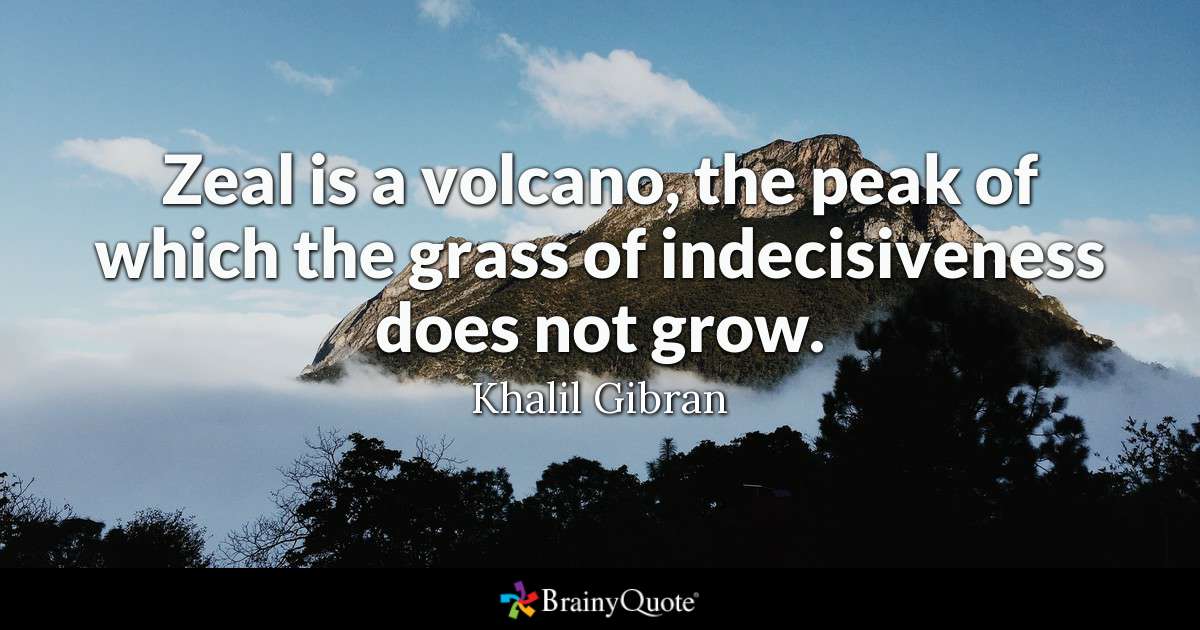 Zeal is a volcano, the peak of
which the grass of indecisiveness
does not grow.
Khalil Gibran
BrainyQuote®